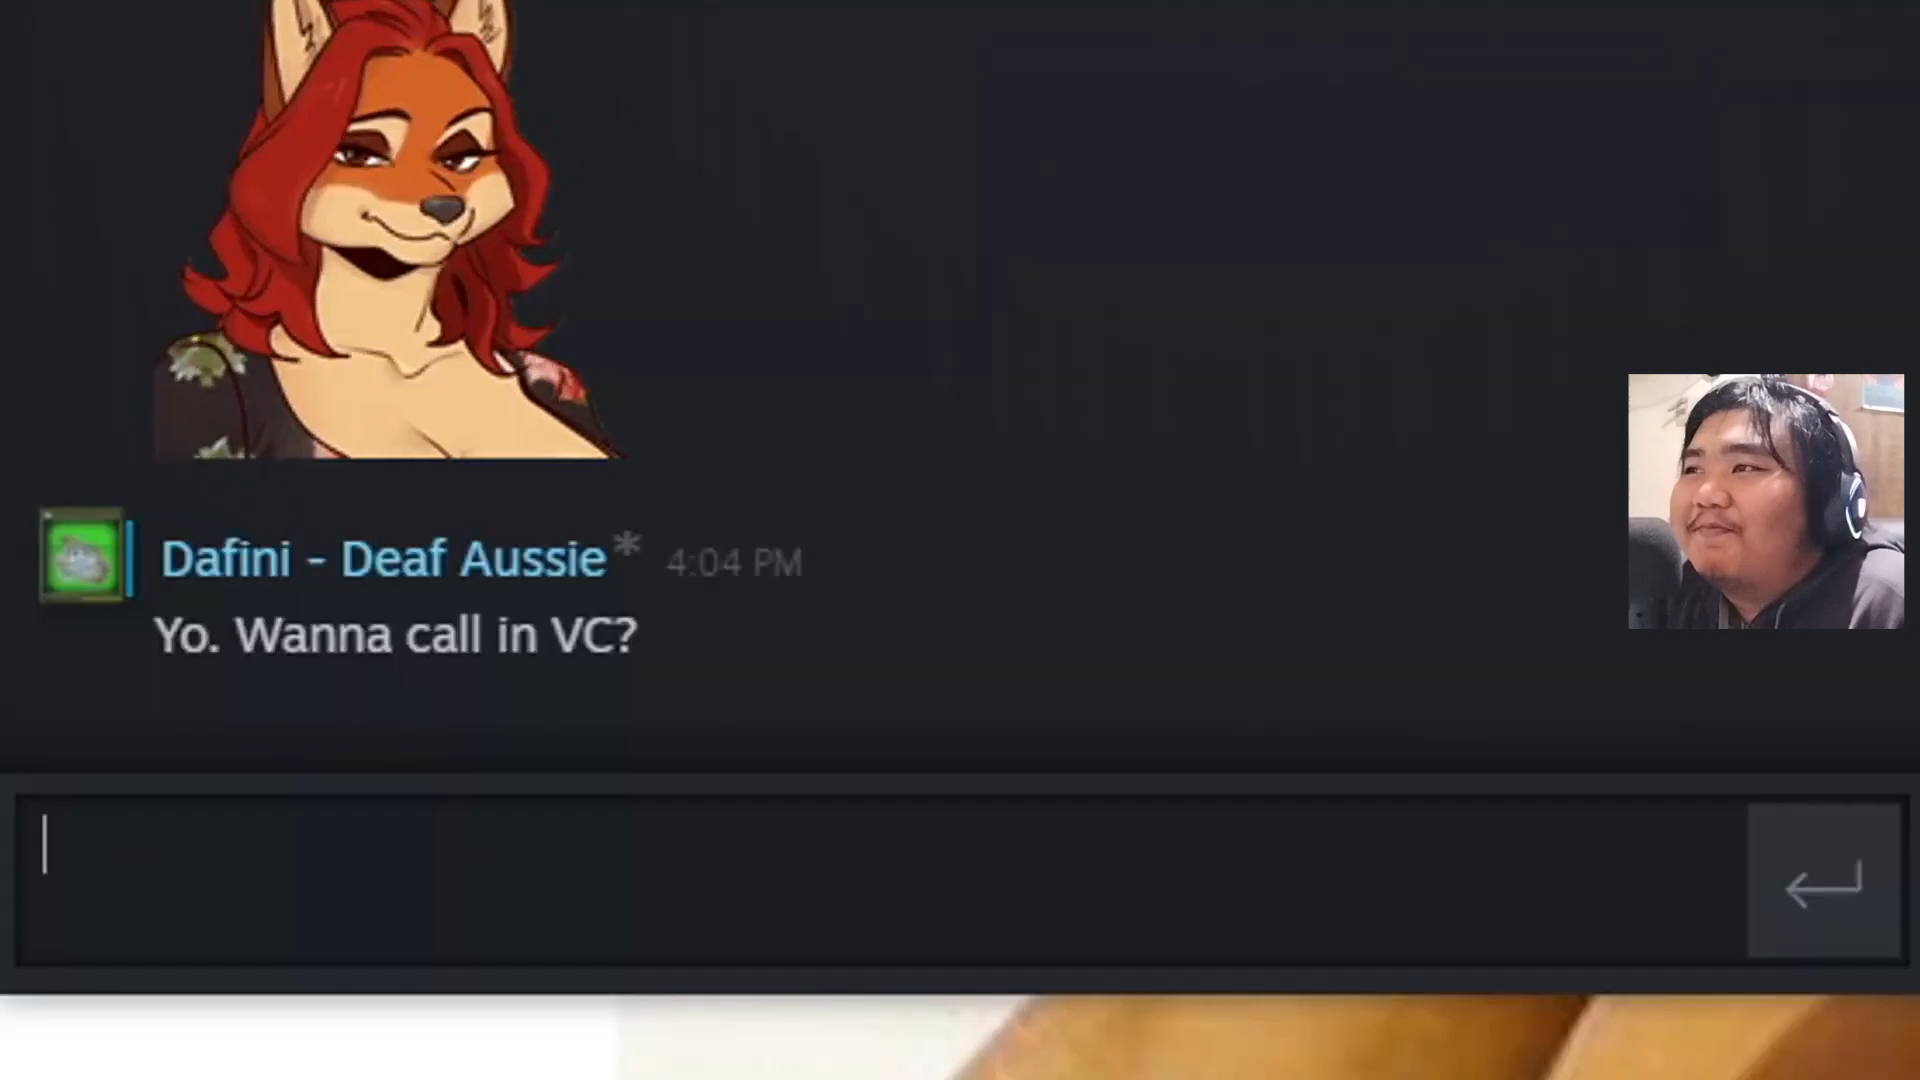 Dafini - Deaf Aussie* 4:04 PM
Yo. Wanna call in VC?